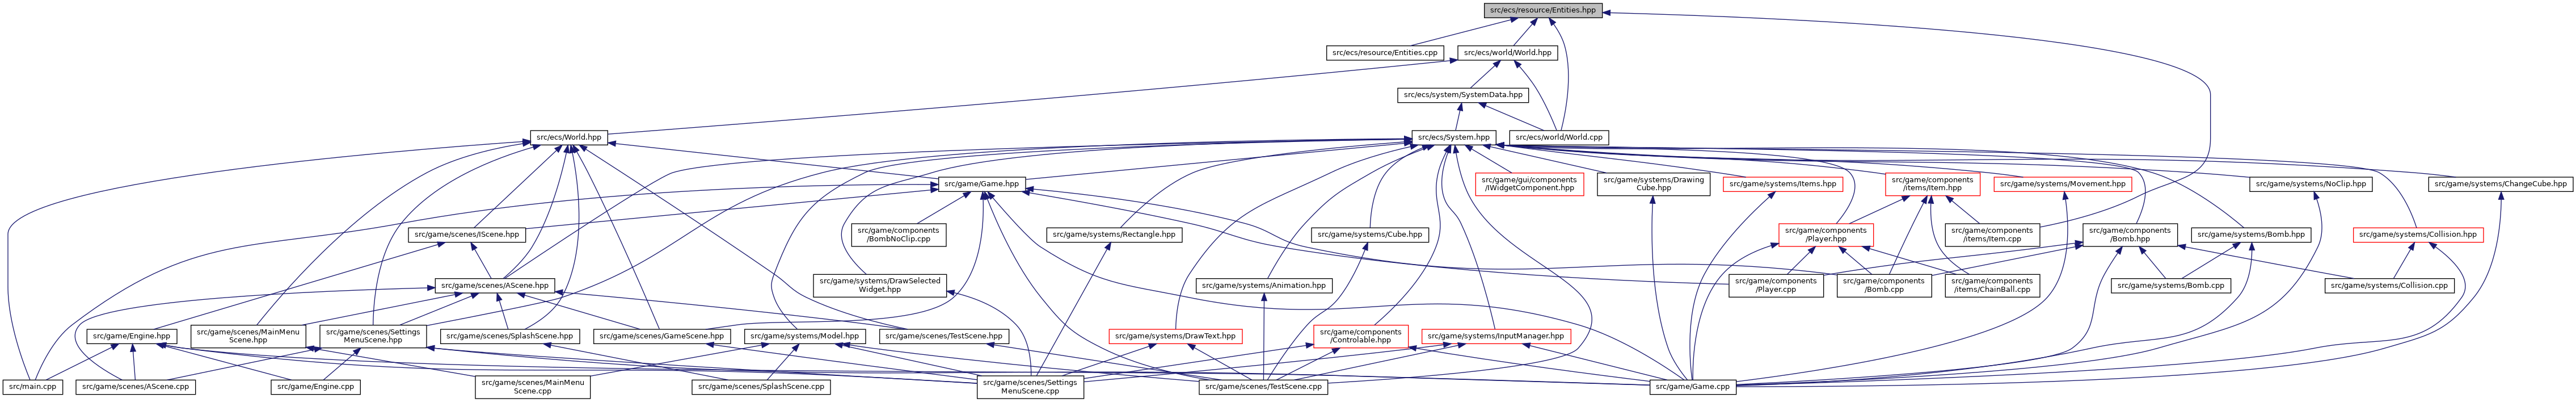 src/ecs/resource/Entities.hpp
src/ecs/resource/Entities.cpp
src/ecs/world/World.hpp
src/ecs/system/SystemData.hpp
src/ecs/World.hpp
src/ecs/System.hpp
src/ecs/world/World.cpp
src/game/Game.hpp
src/game/gui/components
/IWidgetComponent.hpp
src/game/systems/Drawing
Cube.hpp
src/game/systems/Items.hpp
src/game/components
/items/Item.hpp
src/game/systems/Movement.hpp
src/game/systems/NoClip.hpp
src/game/systems/ChangeCube.hpp
src/game/scenes/IScene.hpp
src/game/components
/BombNoClip.cpp
src/game/systems/Rectangle.hpp
src/game/systems/Cube.hpp
src/game/components
/Player.hpp
src/game/components
/items/Item.cpp
src/game/components
/Bomb.hpp
src/game/systems/Bomb.hpp
src/game/systems/Collision.hpp
src/game/scenes/AScene.hpp
src/game/systems/DrawSelected
Widget.hpp
src/game/systems/Animation.hpp
src/game/components
/Player.cpp
src/game/components
/Bomb.cpp
src/game/components
/items/ChainBall.cpp
src/game/systems/Bomb.cpp
src/game/systems/Collision.cpp
src/game/Engine.hpp
src/game/scenes/MainMenu
Scene.hpp
src/game/scenes/Settings
MenuScene.hpp
src/game/scenes/SplashScene.hpp
src/game/scenes/GameScene.hpp
src/game/systems/Model.hpp
src/game/scenes/TestScene.hpp
src/game/systems/DrawText.hpp
src/game/components
/Controlable.hpp
src/game/systems/InputManager.hpp
src/main.cpp
src/game/scenes/AScene.cpp
src/game/Engine.cpp
src/game/scenes/MainMenu
Scene.cpp
src/game/scenes/SplashScene.cpp
src/game/scenes/Settings
MenuScene.cpp
src/game/scenes/TestScene.cpp
src/game/Game.cpp